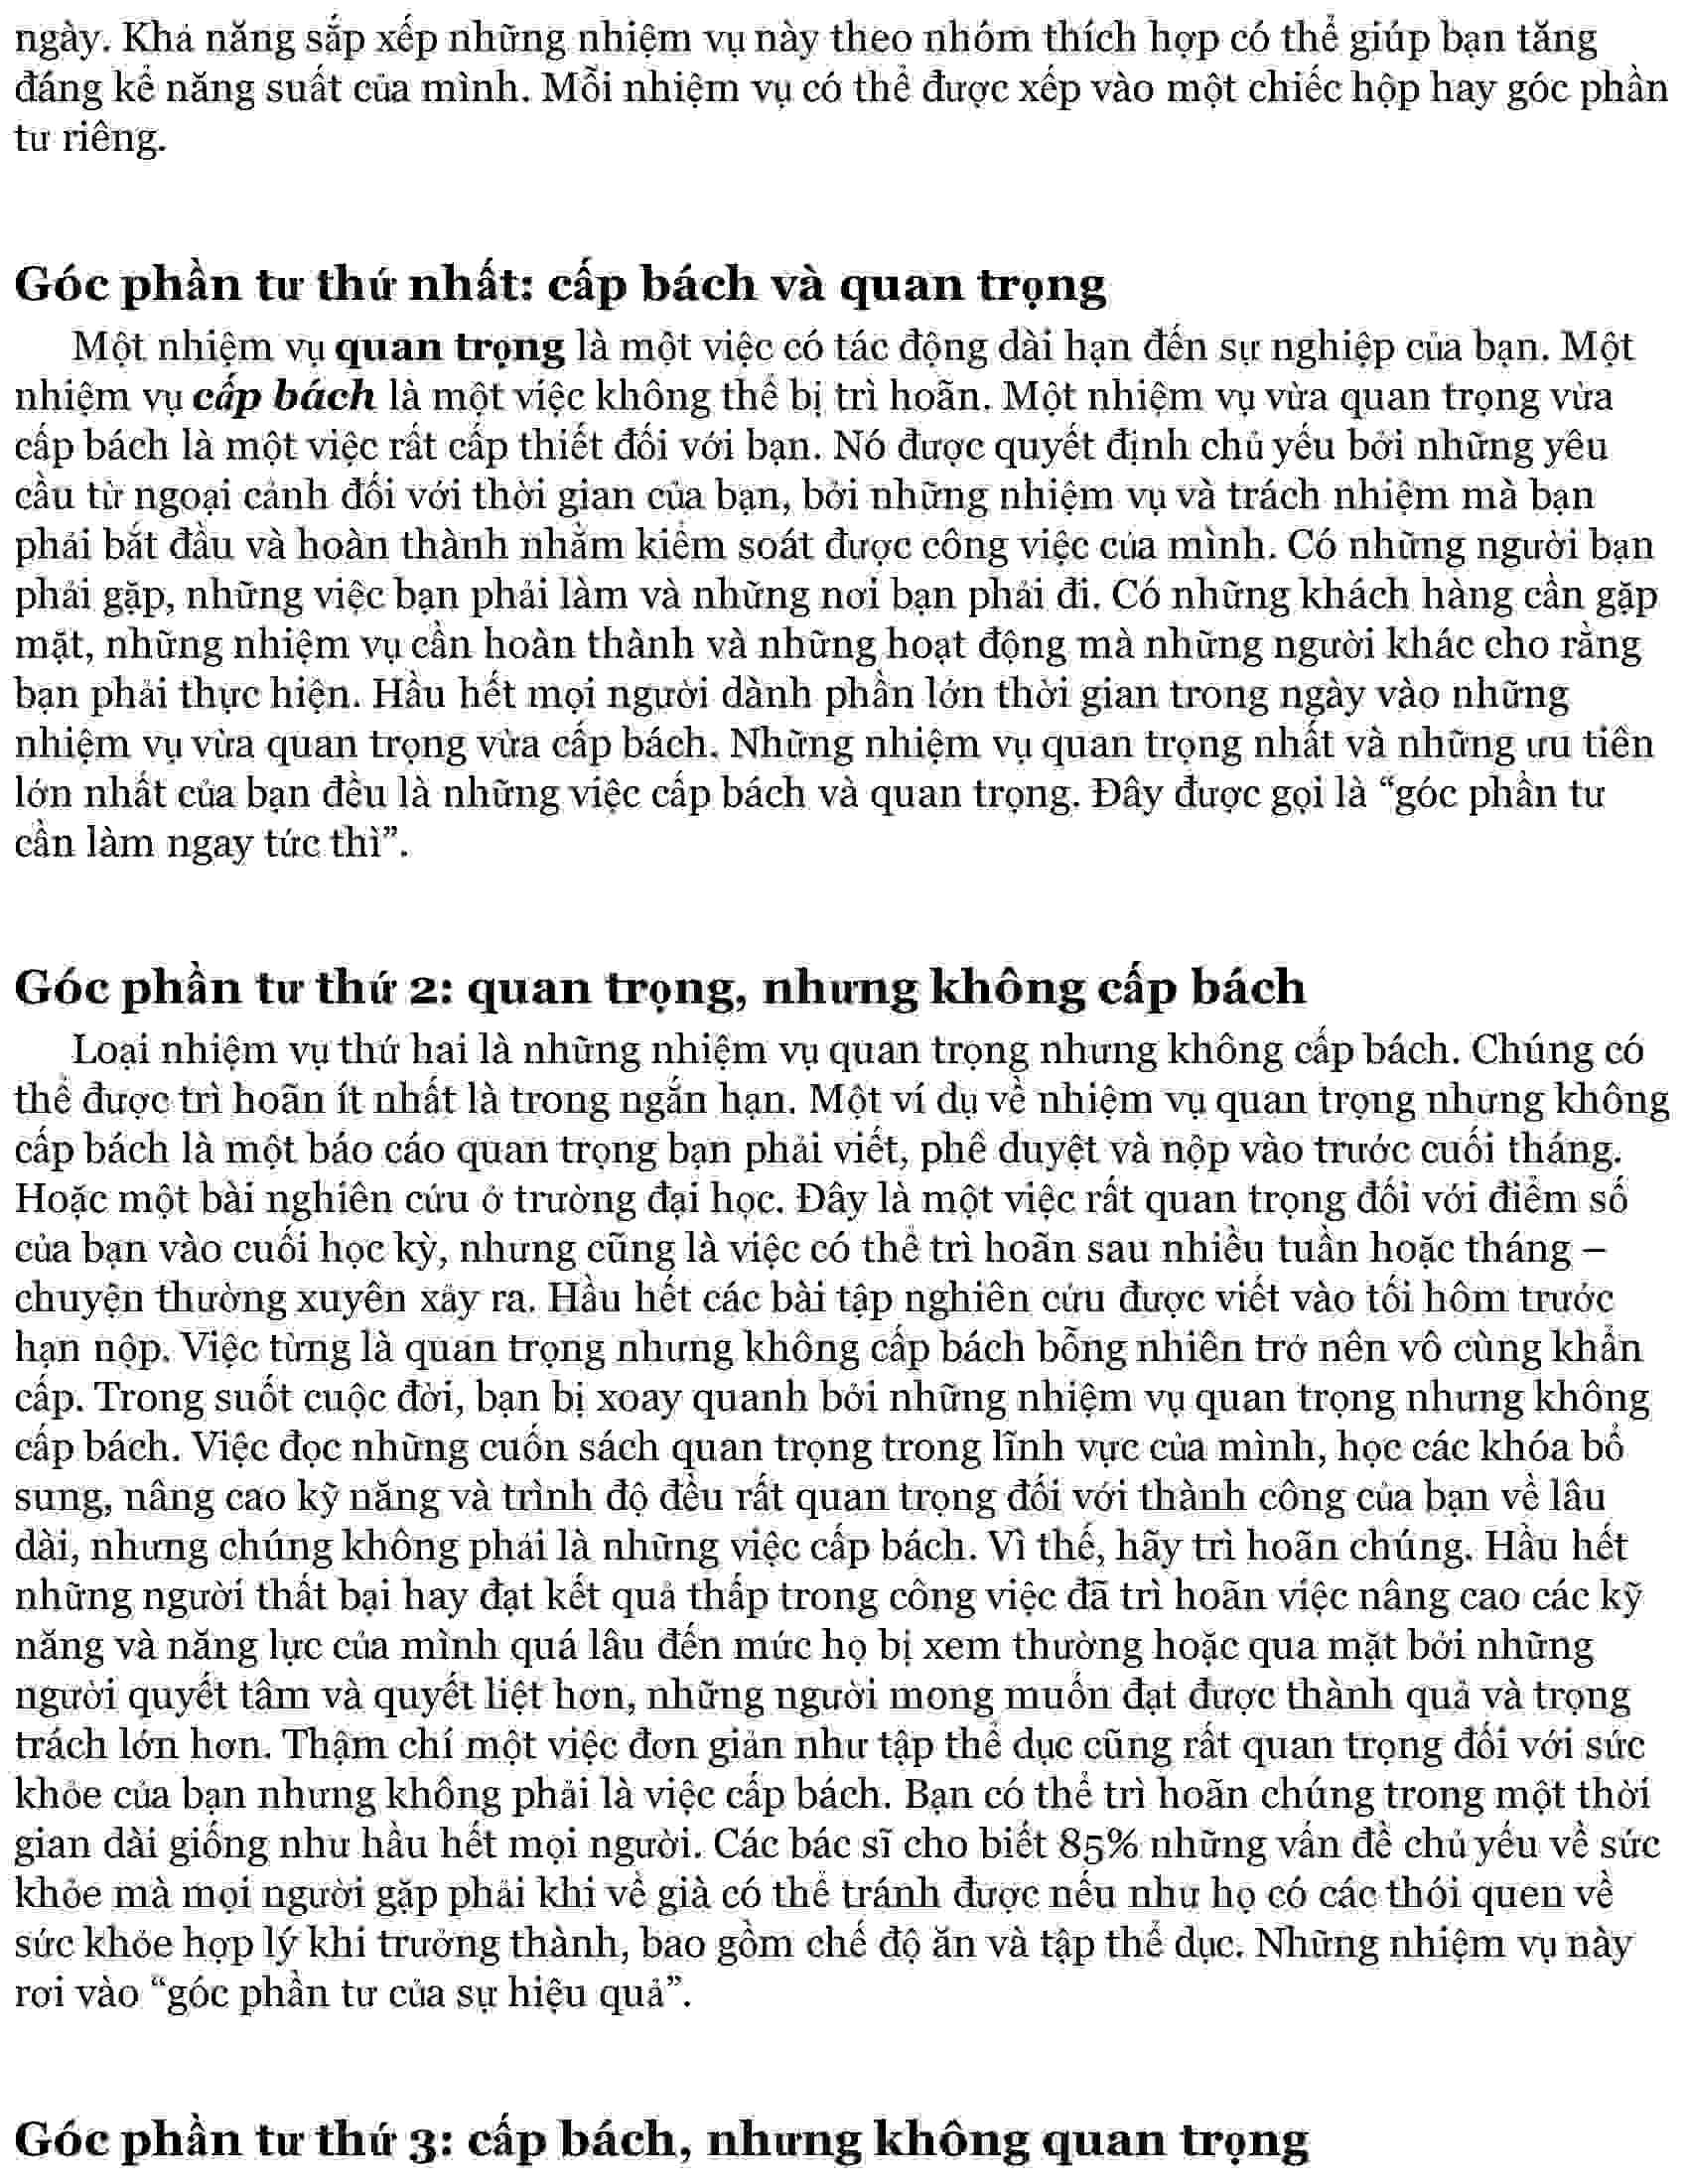 ngày. Khả năng sắp xếp những nhiệm vụ này theo nhóm thích hợp có thể giúp bạn tăng
đáng kể năng suất của mình. Mỗi nhiệm vụ có thể được xếp vào một chiếc hộp hay góc phần
tư riêng.
Góc phần tư thứ nhất: cấp bách và quan trọng
Một nhiệm vụ quan trọng là một việc có tác động dài hạn đến sự nghiệp của bạn. Một
nhiệm vụ cấp bách là một việc không thể bị trì hoãn. Một nhiệm vụ vừa quan trọng vừa
cấp bách là một việc rất cấp thiết đối với bạn. Nó được quyết định chủ yếu bởi những yêu
cầu từ ngoại cảnh đối với thời gian của bạn, bởi những nhiệm vụ và trách nhiệm mà bạn
phải bắt đầu và hoàn thành nhằm kiểm soát được công việc của mình. Có những người bạn
phải gặp, những việc bạn phải làm và những nơi bạn phải đi. Có những khách hàng cần gặp
mặt, những nhiệm vụ cần hoàn thành và những hoạt động mà những người khác cho rằng
bạn phải thực hiện. Hầu hết mọi người dành phần lớn thời gian trong ngày vào những
nhiệm vụ vừa quan trọng vừa cấp bách. Những nhiệm vụ quan trọng nhất và những ưu tiên
lớn nhất của bạn đều là những việc cấp bách và quan trọng. Đây được gọi là “góc phần tư
cần làm ngay tức thì”.
Góc phần tư thứ 2: quan trọng, nhưng không cấp bách
Loại nhiệm vụ thứ hai là những nhiệm vụ quan trọng nhưng không cấp bách. Chúng có
thể được trì hoãn ít nhất là trong ngắn hạn. Một ví dụ về nhiệm vụ quan trọng nhưng không
cấp bách là một báo cáo quan trọng bạn phải viết, phê duyệt và nộp vào trước cuối tháng.
Hoặc một bài nghiên cứu ở trường đại học. Đây là một việc rất quan trọng đối với điểm số
của bạn vào cuối học kỳ, nhưng cũng là việc có thể trì hoãn sau nhiều tuần hoặc tháng –
chuyện thường xuyên xảy ra. Hầu hết các bài tập nghiên cứu được viết vào tối hôm trước
hạn nộp. Việc từng là quan trọng nhưng không cấp bách bỗng nhiên trở nên vô cùng khẩn
cấp. Trong suốt cuộc đời, bạn bị xoay quanh bởi những nhiệm vụ quan trọng nhưng không
cấp bách. Việc đọc những cuốn sách quan trọng trong lĩnh vực của mình, học các khóa bổ
sung, nâng cao kỹ năng và trình độ đều rất quan trọng đối với thành công của bạn về lâu
dài, nhưng chúng không phải là những việc cấp bách. Vì thế, hãy trì hoãn chúng. Hầu hết
những người thất bại hay đạt kết quả thấp trong công việc đã trì hoãn việc nâng cao các kỹ
năng và năng lực của mình quá lâu đến mức họ bị xem thường hoặc qua mặt bởi những
người quyết tâm và quyết liệt hơn, những người mong muốn đạt được thành quả và trọng
trách lớn hơn. Thậm chí một việc đơn giản như tập thể dục cũng rất quan trọng đối với sức
khỏe của bạn nhưng không phải là việc cấp bách. Bạn có thể trì hoãn chúng trong một thời
gian dài giống như hầu hết mọi người. Các bác sĩ cho biết 85% những vấn đề chủ yếu về sức
khỏe mà mọi người gặp phải khi về già có thể tránh được nếu như họ có các thói quen về
sức khỏe hợp lý khi trưởng thành, bao gồm chế độ ăn và tập thể dục. Những nhiệm vụ này
rơi vào “góc phần tư của sự hiệu quả”.
Góc phần tư thứ 3: cấp bách, nhưng không quan trọng